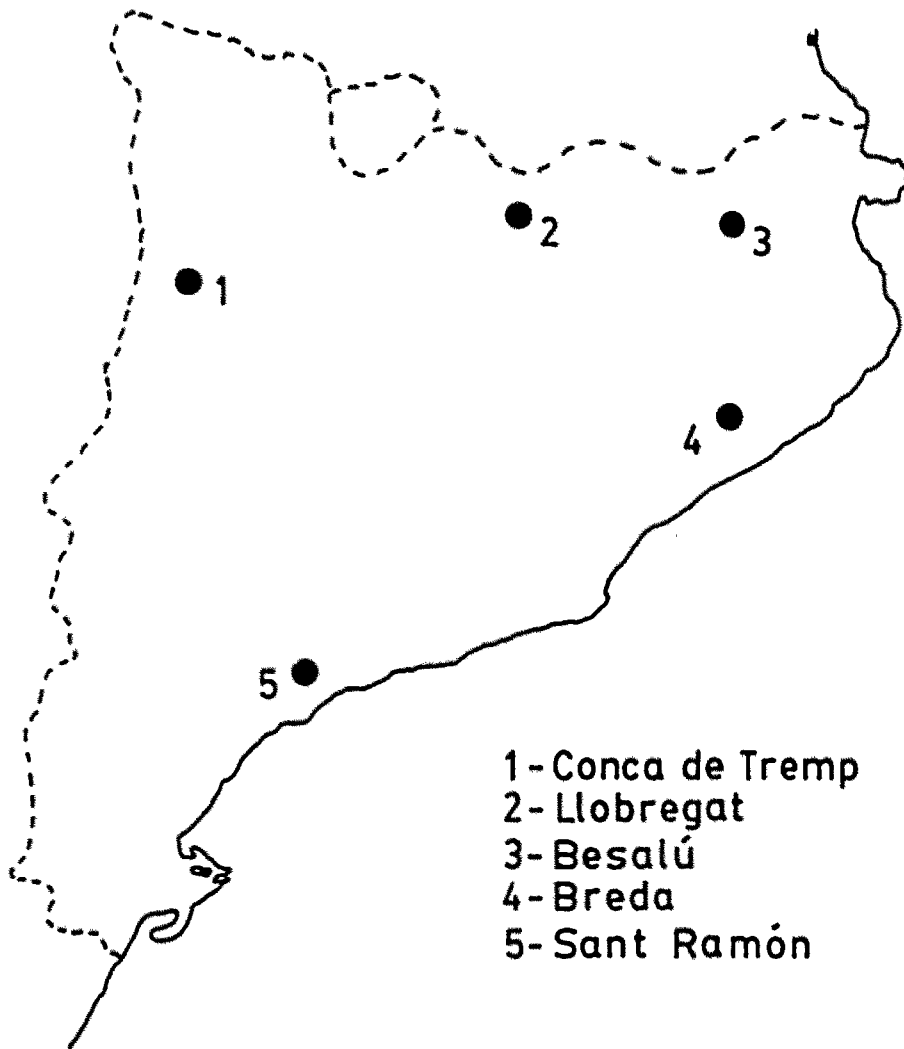 2
3
1
4
5
1-Conca de Tremp
2-Llobregat
3-Besalú
4-Breda
5-Sant Ramón